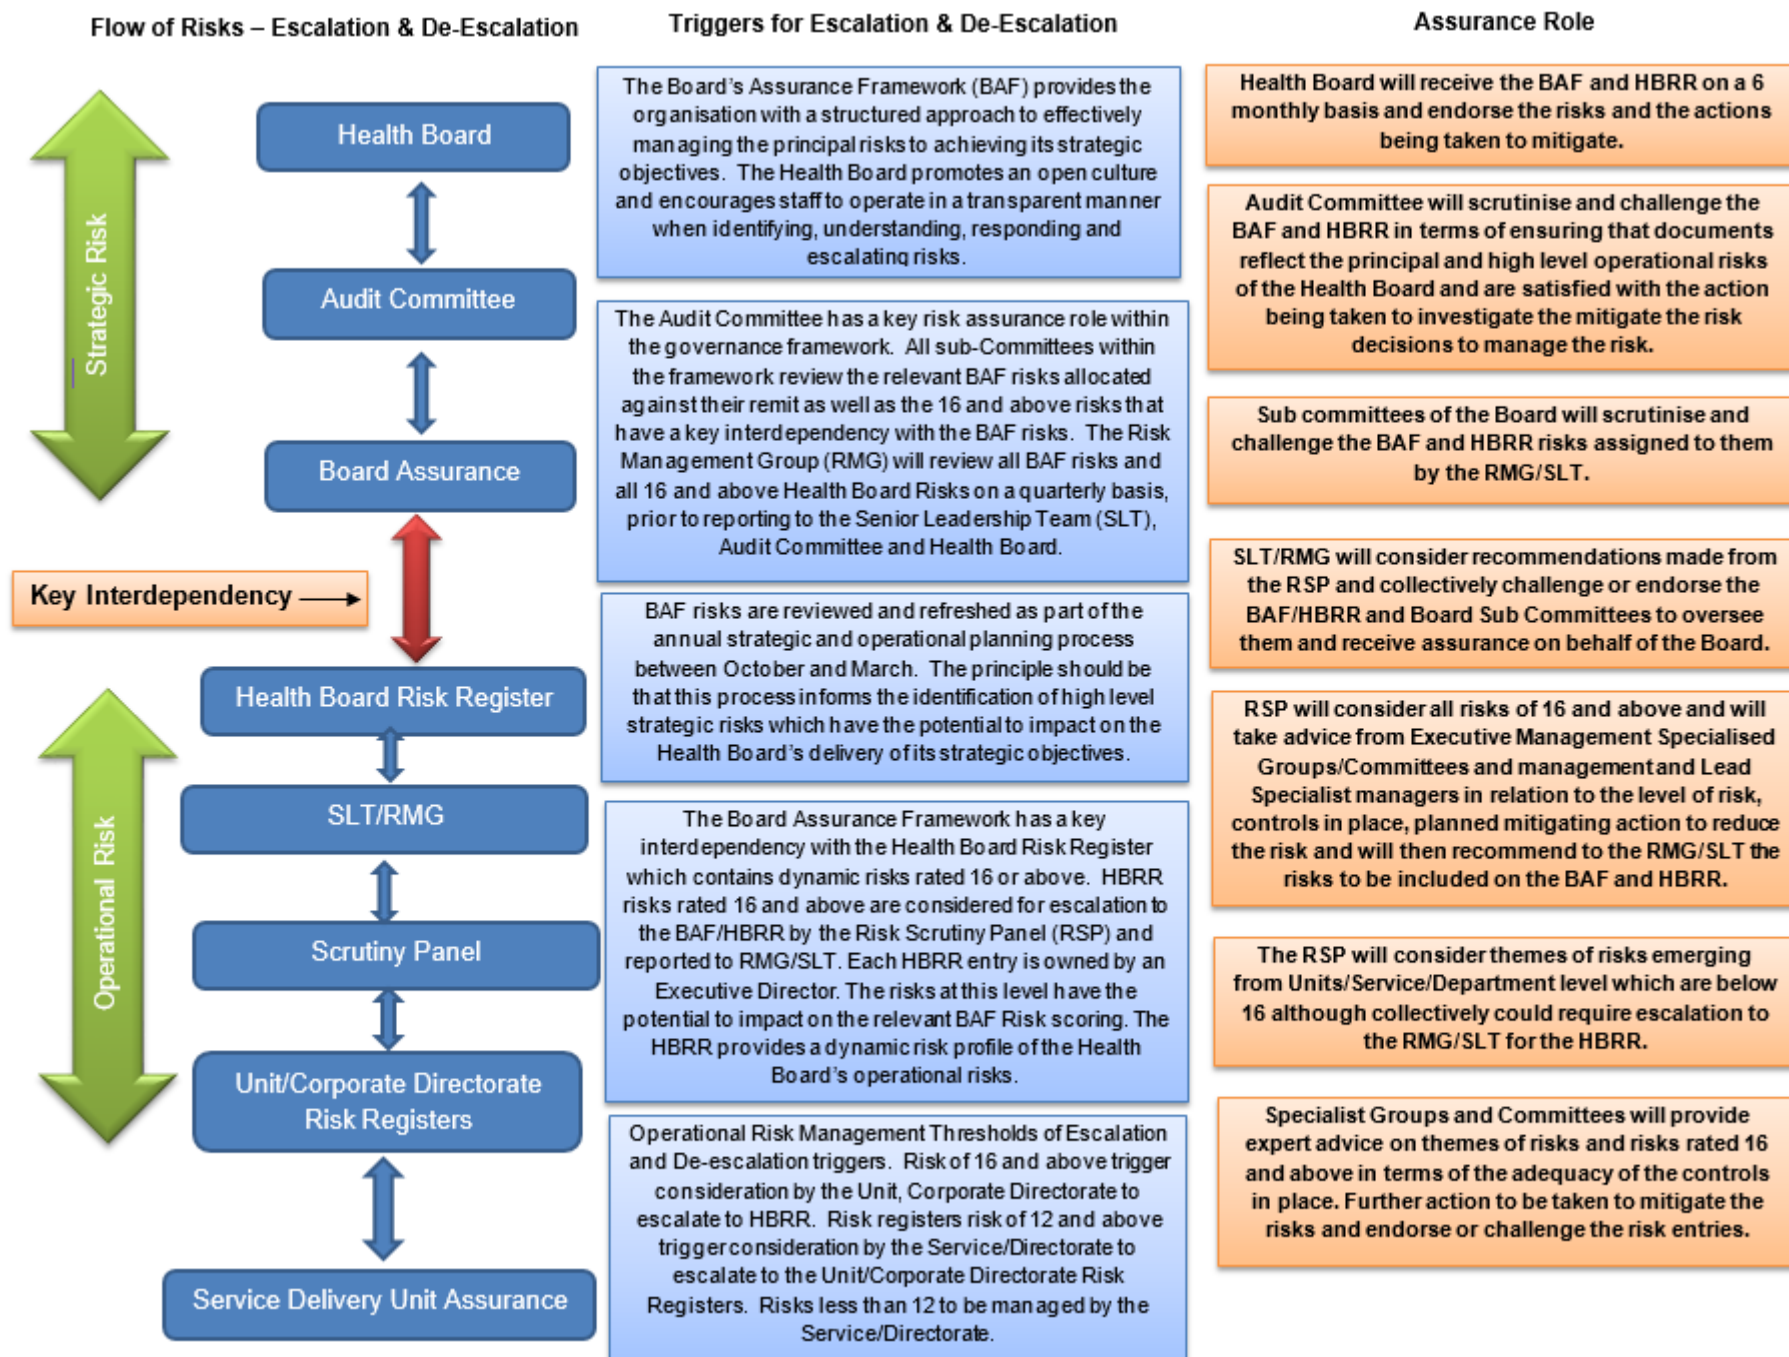 Flow of Risks – Escalation & De-Escalation
Strategic Risk
Health Board
Audit Committee
Board Assurance
Key Interdependency
Operational Risk
Health Board Risk Register
SLT/RMG
Scrutiny Panel
Unit/Corporate Directorate
Risk Registers
Service Delivery Unit Assurance
Triggers for Escalation & De-Escalation
The Board's Assurance Framework (BAF) provides the
organisation with a structured approach to effectively
managing the principal risks to achieving its strategic
objectives. The Health Board promotes an open culture
and encourages staff to operate in a transparent manner
when identifying, understanding, responding and
escalating risks.
The Audit Committee has a key risk assurance role within
the governance framework. All sub-Committees within
the framework review the relevant BAF risks allocated
against their remit as well as the 16 and above risks that
have a key interdependency with the BAF risks. The Risk
Management Group (RMG) will review all BAF risks and
all 16 and above Health Board Risks on a quarterly basis,
prior to reporting to the Senior Leadership Team (SLT),
Audit Committee and Health Board.
BAF risks are reviewed and refreshed as part of the
annual strategic and operational planning process
between October and March. The principle should be
that this process informs the identification of high level
strategic risks which have the potential to impact on the
Health Board's delivery of its strategic objectives.
The Board Assurance Framework has a key
interdependency with the Health Board Risk Register
which contains dynamic risks rated 16 or above. HBRR
risks rated 16 and above are considered for escalation to
the BAF/HBRR by the Risk Scrutiny Panel (RSP) and
reported to RMG/SLT. Each HBRR entry is owned by an
Executive Director. The risks at this level have the
potential to impact on the relevant BAF Risk scoring. The
HBRR provides a dynamic risk profile of the Health
Board's operational risks.
Operational Risk Management Thresholds of Escalation
and De-escalation triggers. Risk of 16 and above trigger
consideration by the Unit, Corporate Directorate to
escalate to HBRR. Risk registers risk of 12 and above
trigger consideration by the Service/Directorate to
escalate to the Unit/Corporate Directorate Risk
Registers. Risks less than 12 to be managed by the
Service/Directorate.
Assurance Role
Health Board will receive the BAF and HBRR on a 6
monthly basis and endorse the risks and the actions
being taken to mitigate.
Audit Committee will scrutinise and challenge the
BAF and HBRR in terms of ensuring that documents
reflect the principal and high level operational risks
of the Health Board and are satisfied with the action
being taken to investigate the mitigate the risk
decisions to manage the risk.
Sub committees of the Board will scrutinise and
challenge the BAF and HBRR risks assigned to them
by the RMG/SLT.
SLT/RMG will consider recommendations made from
the RSP and collectively challenge or endorse the
BAF/HBRR and Board Sub Committees to oversee
them and receive assurance on behalf of the Board.
RSP will consider all risks of 16 and above and will
take advice from Executive Management Specialised
Groups/Committees and management and Lead
Specialist managers in relation to the level of risk,
controls in place, planned mitigating action to reduce
the risk and will then recommend to the RMG/SLT the
risks to be included on the BAF and HBRR.
The RSP will consider themes of risks emerging
from Units/Service/Department level which are below
16 although collectively could require escalation to
the RMG/SLT for the HBRR.
Specialist Groups and Committees will provide
expert advice on themes of risks and risks rated 16
and above in terms of the adequacy of the controls
in place. Further action to be taken to mitigate the
risks and endorse or challenge the risk entries.